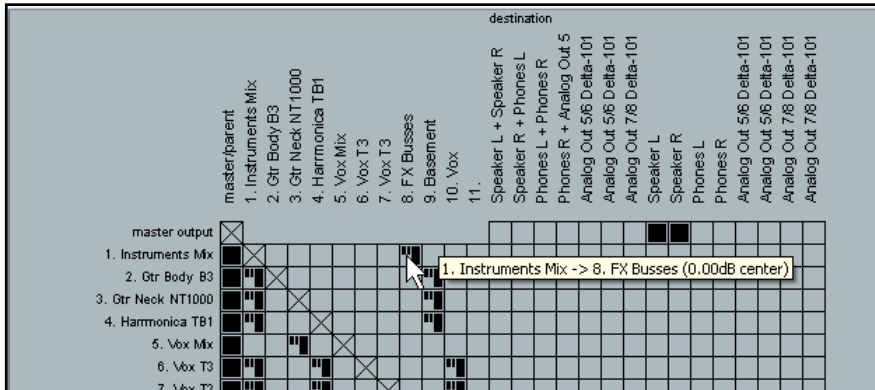 destination
master/parent
1. Instruments Mix
2. Gtr Body B3
3. Gtr Neck NT1000
4. Harrmonica TB1
5. Vox Mix
6. Vox T3
7. Vox T3
8. FX Busses
9. Basement
10. Vox
11.
Speaker L + Speaker R
Speaker R + Phones L
Phones L + Phones R
Phones R + Analog Out 5
Analog Out 5/6 Delta-101
Analog Out 5/6 Delta-101
Analog Out 7/8 Delta-101
Speaker L
Speaker R
Phones L
Phones R
Analog Out 5/6 Delta-101
Analog Out 5/6 Delta-101
Analog Out 7/8 Delta-101
Analog Out 7/8 Delta-101
master output
1. Instruments Mix
1. Instruments Mix -> 8. FX Busses (0.00dB center)
2. Gtr Body B3
3. Gtr Neck NT1000
4. Harrmonica TB1
5. Vox Mix
6. Vox T3
7. Vox T3